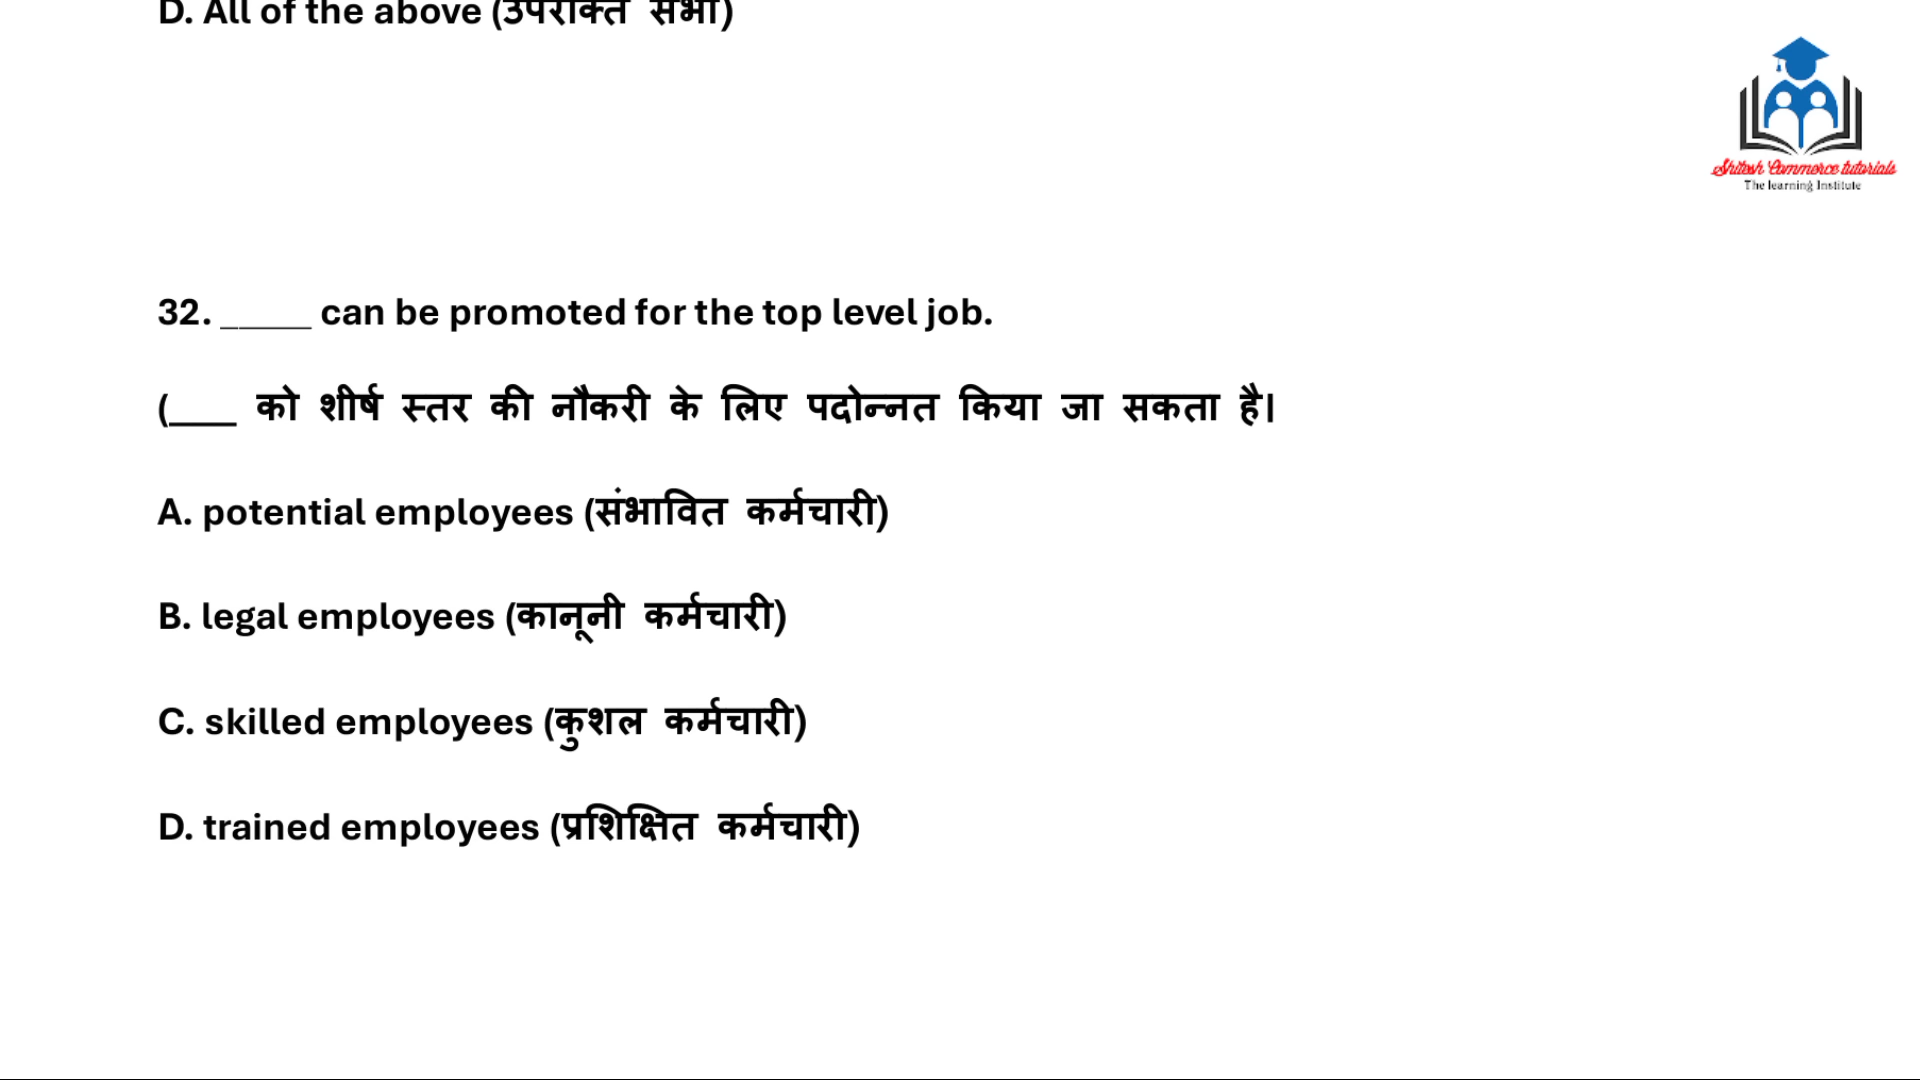 D. All of the above (उपरोक्त सभी)
Shitesh Commerce tutorials
The learning Institute
32. _____ can be promoted for the top level job.
(____ को शीर्ष स्तर की नौकरी के लिए पदोन्नत किया जा सकता है।
A. potential employees (संभावित कर्मचारी)
B. legal employees (कानूनी कर्मचारी)
C. skilled employees (कुशल कर्मचारी)
D. trained employees (प्रशिक्षित कर्मचारी)